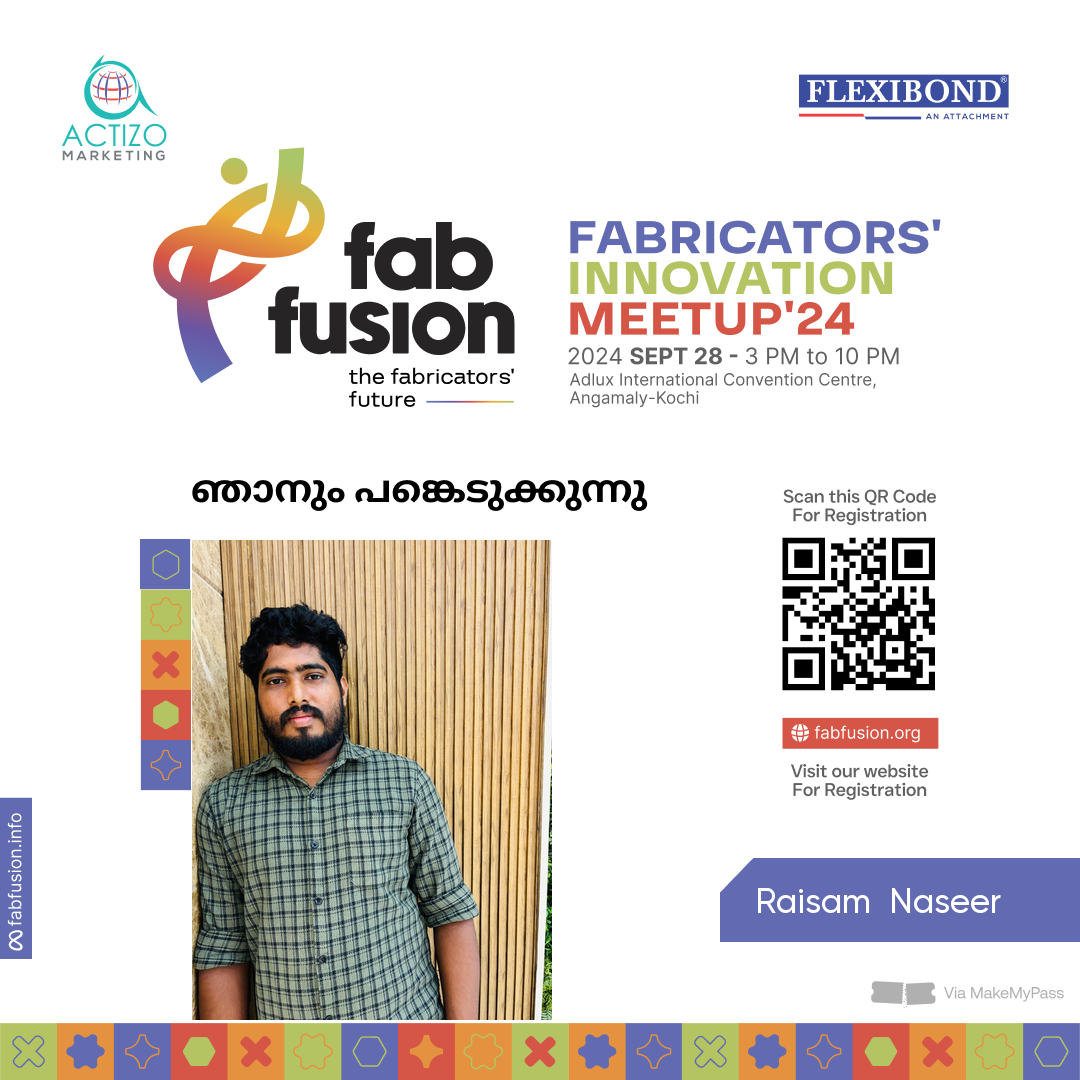 ACTIZO
MARKETING
FLEXIBOND®
AN ATTACHMENT
fab
fusion
the fabricators'
future
FABRICATORS'
INNOVATION
MEETUP'24
2024 SEPT 28 - 3 PM to 10 PM
Adlux International Convention Centre,
Angamaly-Kochi
ഞാനും പങ്കെടുക്കുന്നു
Scan this QR Code
For Registration
fabfusion.org
Visit our website
For Registration
fabfusion.info
Raisam Naseer
Via MakeMyPass